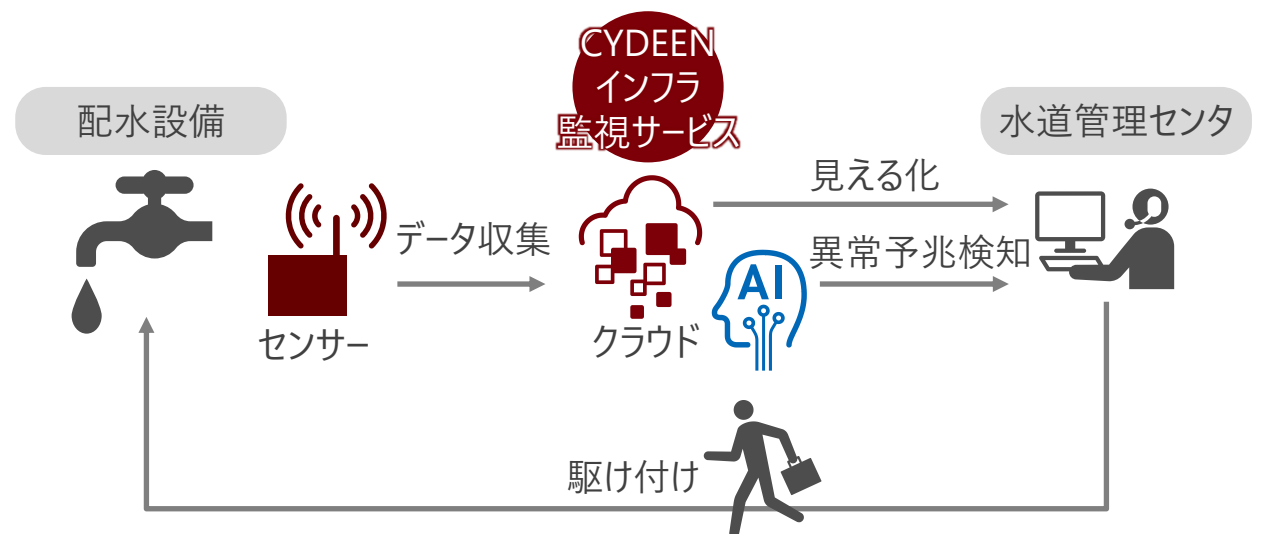 CYDEEN
インフラ
監視サービス
配水設備
水道管理センタ
見える化
データ収集
異常予兆検知
AI
センサー
クラウド
駆け付け